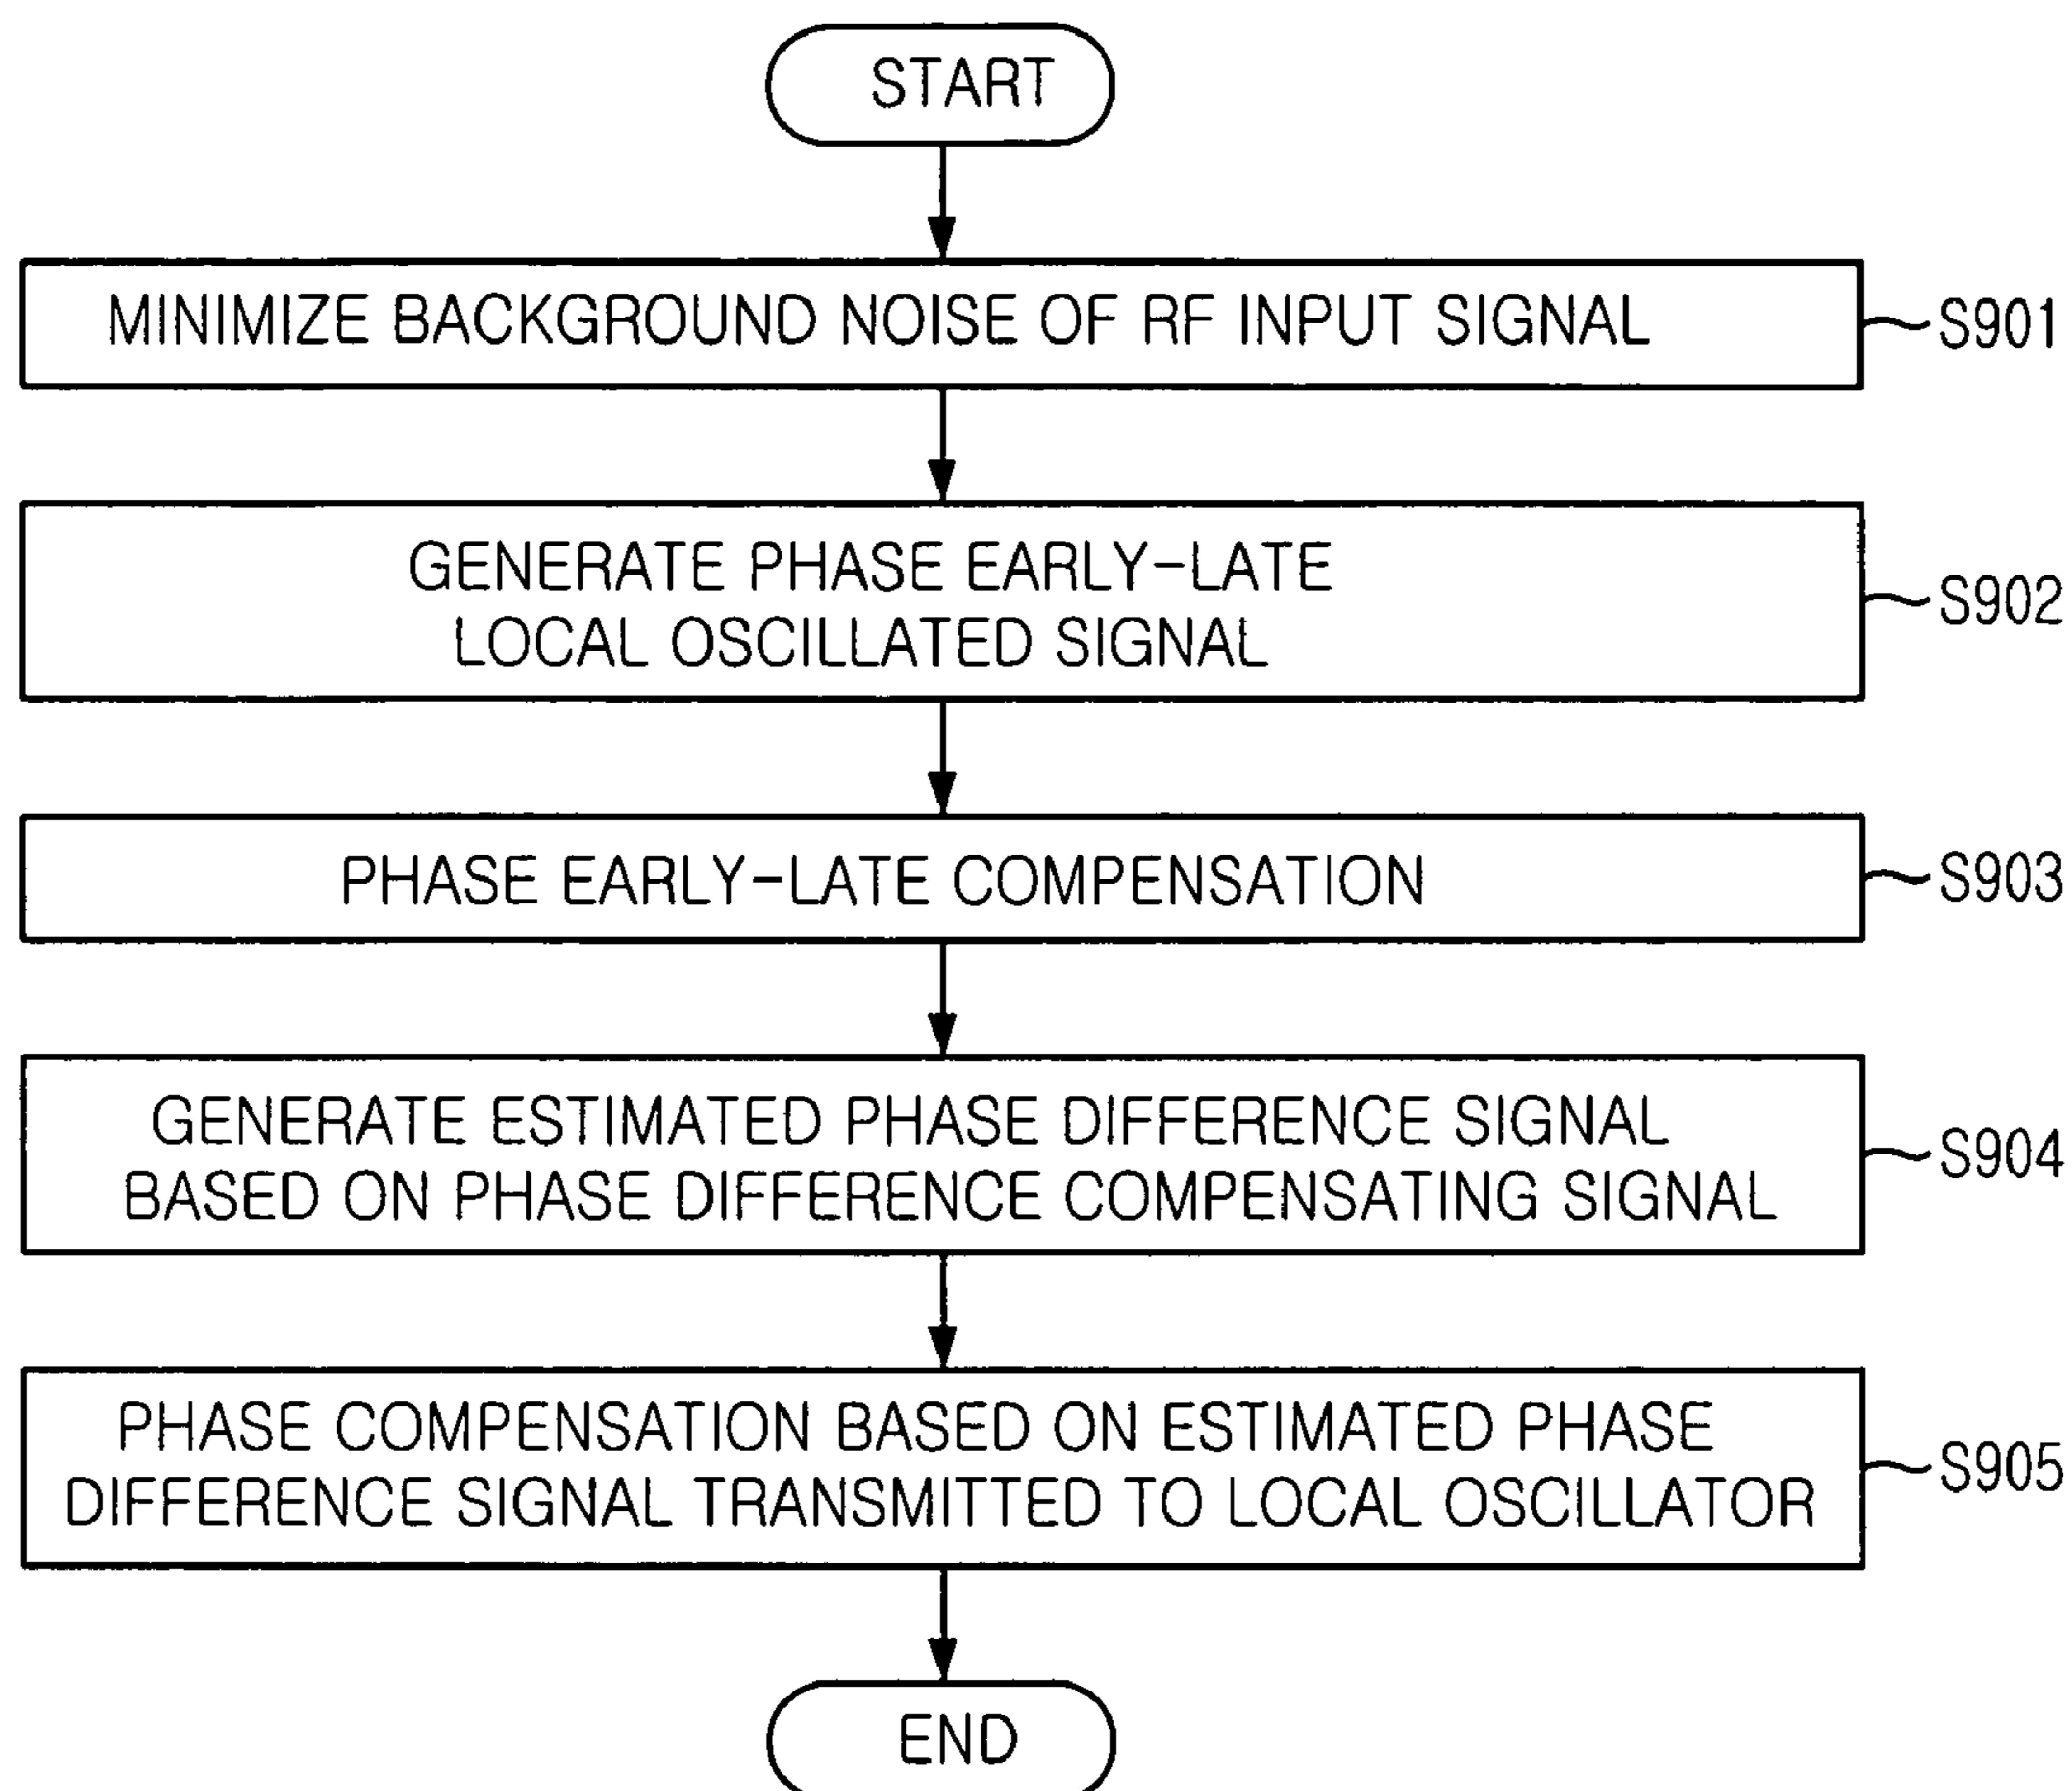 START
MINIMIZE BACKGROUND NOISE OF RF INPUT SIGNAL
S901
GENERATE PHASE EARLY-LATE
LOCAL OSCILLATED SIGNAL
S902
PHASE EARLY-LATE COMPENSATION
S903
GENERATE ESTIMATED PHASE DIFFERENCE SIGNAL
BASED ON PHASE DIFFERENCE COMPENSATING SIGNAL
S904
PHASE COMPENSATION BASED ON ESTIMATED PHASE
DIFFERENCE SIGNAL TRANSMITTED TO LOCAL OSCILLATOR
S905
END